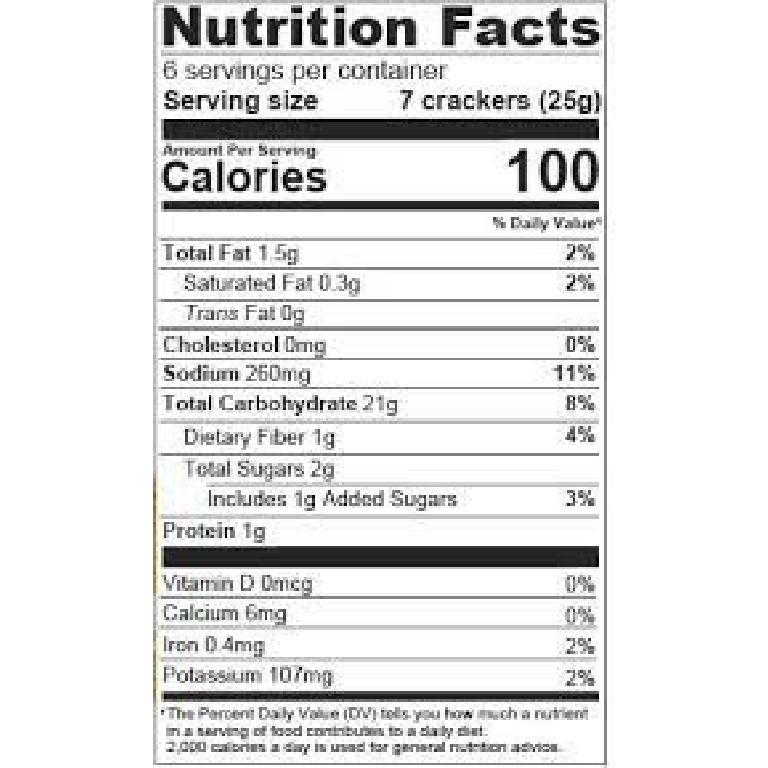 Nutrition Facts
6 servings per container
Serving size 7 crackers (25g)
Amount Per Serving
Calories 100
% Daily Value*
Total Fat 1.5g 2%
Saturated Fat 0.3g 2%
Trans Fat 0g
Cholesterol 0mg 0%
Sodium 260mg 11%
Total Carbohydrate 21g 8%
Dietary Fiber 1g 4%
Total Sugars 2g
Includes 1g Added Sugars 3%
Protein 1g
Vitamin D 0mcg 0%
Calcium 6mg 0%
Iron 0.4mg 2%
Potassium 107mg 2%
*The Percent Daily Value (DV) tells you how much a nutrient
in a serving of food contributes to a daily diet.
2,000 calories a day is used for general nutrition advice.